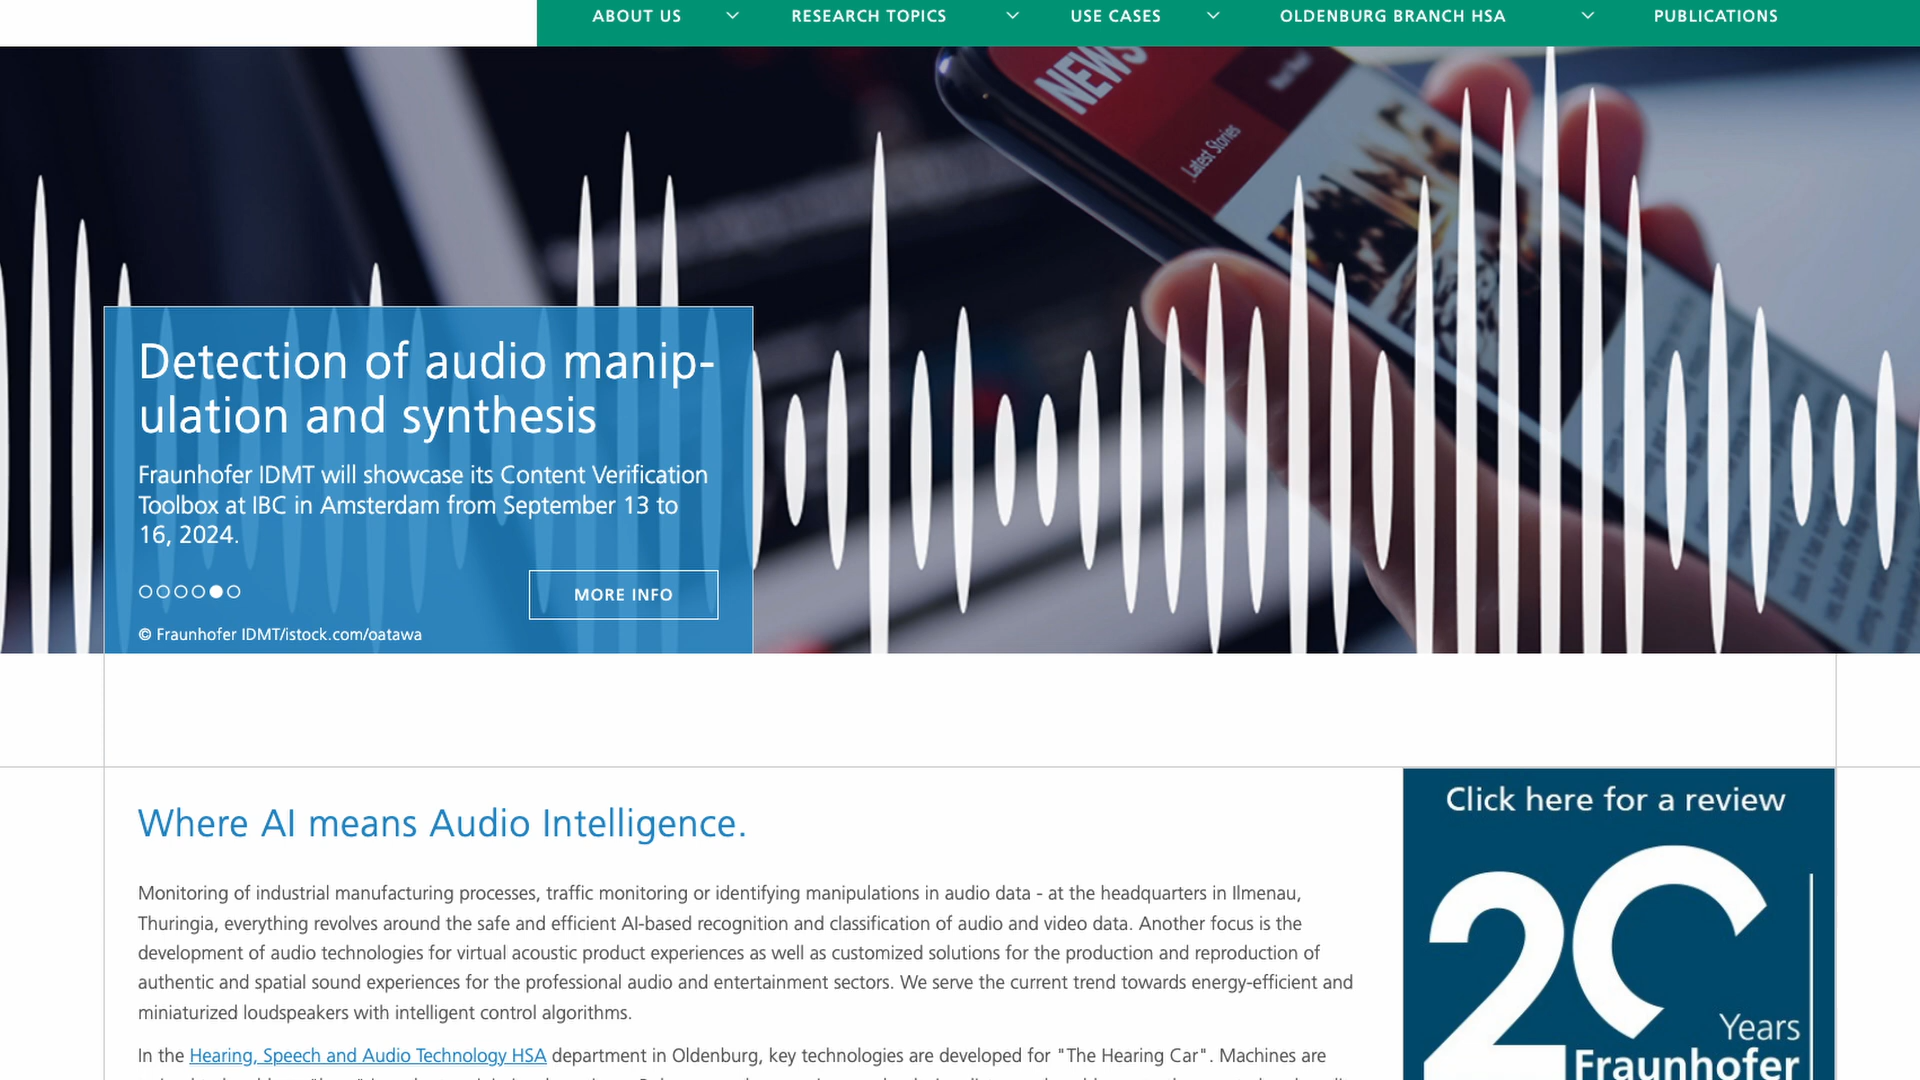 ABOUT US
RESEARCH TOPICS
USE CASES
OLDENBURG BRANCH HSA
PUBLICATIONS
NEWS
Latest Stories
Detection of audio manip-
ulation and synthesis
Fraunhofer IDMT will showcase its Content Verification
Toolbox at IBC in Amsterdam from September 13 to
16, 2024.
MORE INFO
© Fraunhofer IDMT/istock.com/oatawa
Where AI means Audio Intelligence.
Monitoring of industrial manufacturing processes, traffic monitoring or identifying manipulations in audio data - at the headquarters in Ilmenau,
Thuringia, everything revolves around the safe and efficient AI-based recognition and classification of audio and video data. Another focus is the
development of audio technologies for virtual acoustic product experiences as well as customized solutions for the production and reproduction of
authentic and spatial sound experiences for the professional audio and entertainment sectors. We serve the current trend towards energy-efficient and
miniaturized loudspeakers with intelligent control algorithms.
In the Hearing, Speech and Audio Technology HSA department in Oldenburg, key technologies are developed for "The Hearing Car". Machines are
Click here for a review
20
Years
Fraunhofer